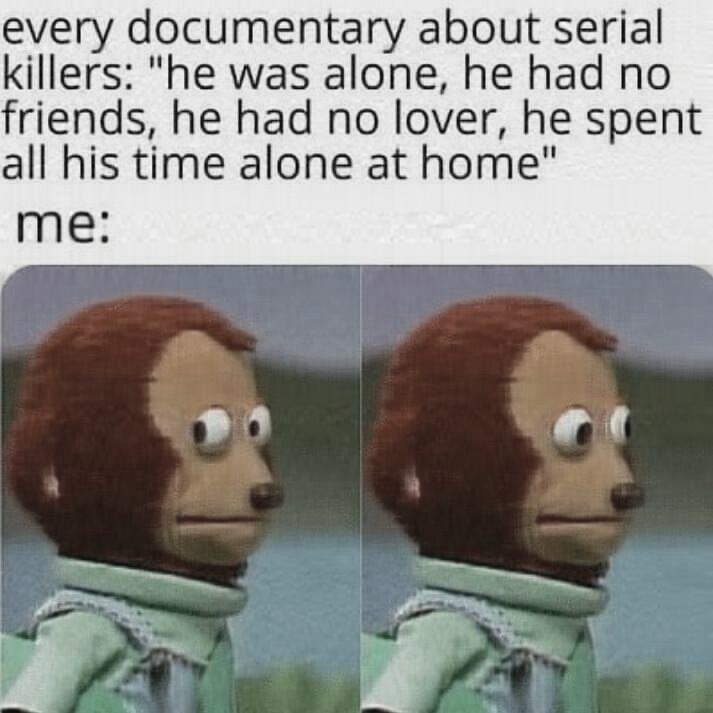 every documentary about serial
killers: "he was alone, he had no
friends, he had no lover, he spent
all his time alone at home"
me: